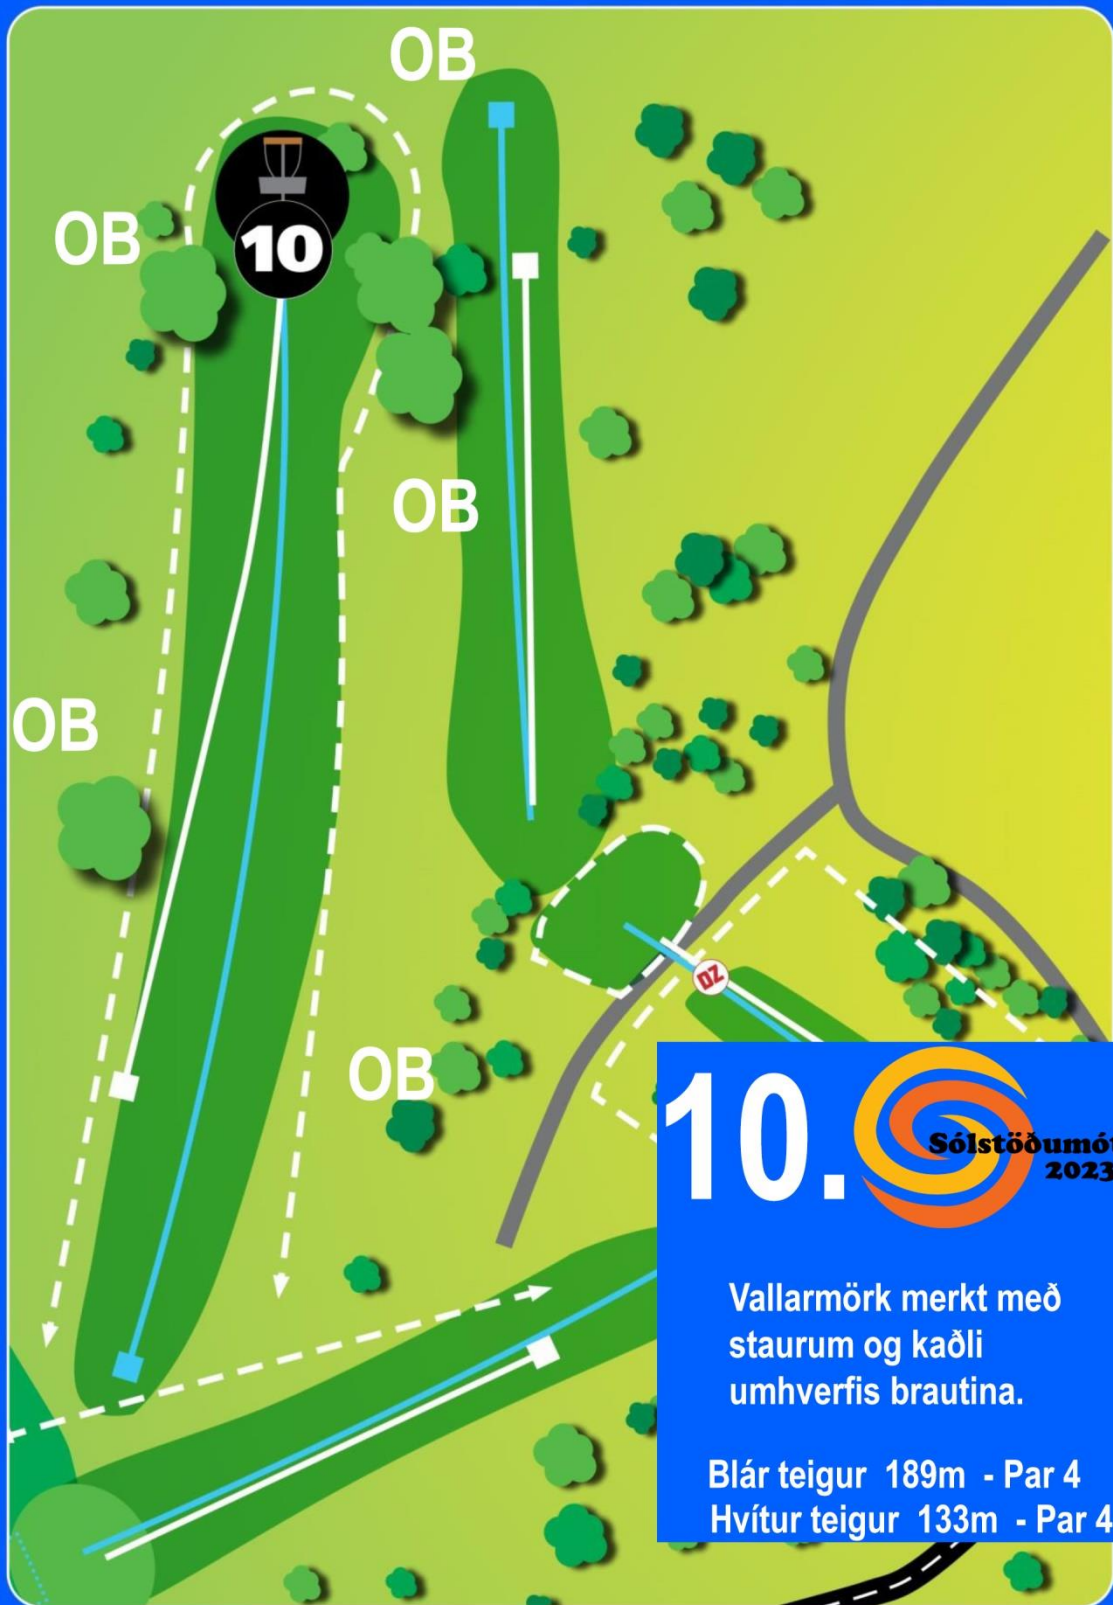 OB
OB
10
OB
OB
DZ
OB
10.
Sólstöðumót
2023
Vallarmörk merkt með
staurum og kaðli
umhverfis brautina.
Blár teigur 189m - Par 4
Hvítur teigur 133m - Par 4